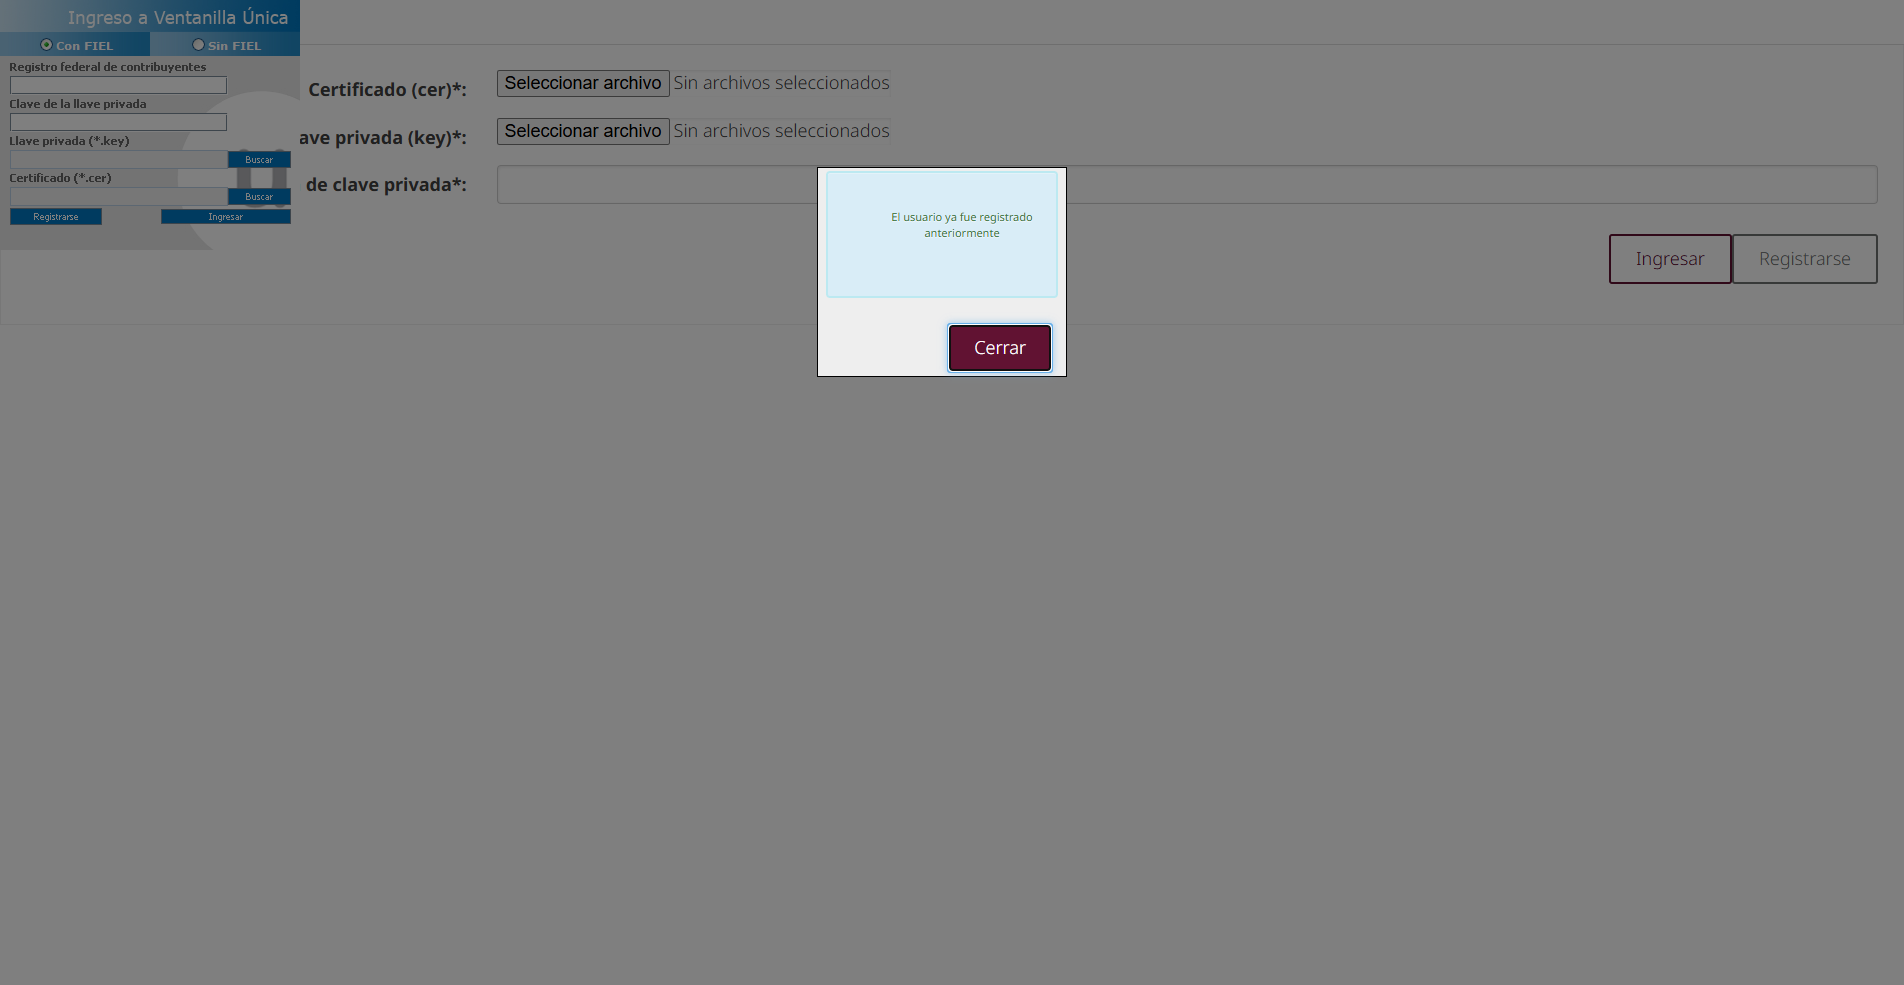 Ingreso a Ventanilla Única
Con FIEL
Sin FIEL
Registro federal de contribuyentes
Clave de la llave privada
Llave privada (*.key)
Buscar
Certificado (*.cer)
Buscar
Registrarse
Ingresar
Certificado (cer)*:
Seleccionar archivo Sin archivos seleccionados
ave privada (key)*:
Seleccionar archivo Sin archivos seleccionados
de clave privada*:
Ingresar
Registrarse
El usuario ya fue registrado
anteriormente
Cerrar